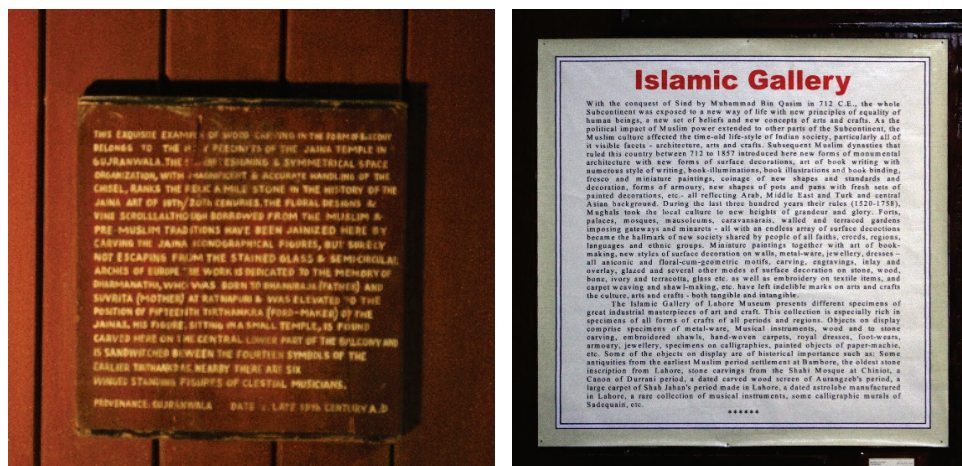 THIS EXQUISITE EXAMPLE OF WOOD CARVING IN THE FORM OF BALCONY
BELONGS TO THE PRECINFTS OF THE JAINA TEMPLE IN
GUJRANWALA. THE DESIGNING & SYMMETRICAL SPACE
ORGANIZATION, WITH MAGNIFICENT & ACCURATE HANDLING OF THE
CHISEL, RANKS THE RELIC A MILE STONE IN THE HISTORY OF THE
JAINA ART OF 19TH/20TH CENTURIES. THE FLORAL DESIGNS &
VINE SCROLLS,ALTHOUGH BORROWED FROM THE MUSLIM &
PRE-MUSLIM TRADITIONS HAVE BEEN JAINIZED HERE BY
CARVING THE JAINA ICONOGRAPHICAL FIGURES, BUT SURELY
NOT ESCAPING FROM THE STAINED GLASS & SEMI-CIRCULAR
ARCHES OF EUROPE THE WORK IS DEDICATED TO THE MEMORY OF
DHARMANATHA, WHO WAS BORN TO BHANURAJA (FATHER) AND
SUVRITA (MOTHER) AT RATNAPURI & WAS ELEVATED TO THE
POSITION OF FIFTEENTH TIRTHANKRA (FORD-MAKER) OF THE
JAINAS. HIS FIGURE, SITTING IN A SMALL TEMPLE, IS FOUND
CARVED HERE ON THE CENTRAL LOWER PART OF THE BALCONY AND
IS SANDWITCHED BEWEEN THE FOURTEEN SYMBOLS OF THE
EARLIER TIRTHANKRAS. NEARBY THERE ARE SIX
WINGED STANDING FIGURES OF CLESTIAL MUSICIANS.
PROVENANCE: GUJRANWALA DATE : LATE 19TH CENTURY A.D
Islamic Gallery
With the conquest of Sind by Muhammad Bin Qasim in 712 C.E., the whole
Subcontinent was exposed to a new way of life with new principles of equality of
human beings, a new set of beliefs and new concepts of arts and crafts. As the
political impact of Muslim power extended to other parts of the Subcontinent, the
Muslim culture affected the time-old life-style of Indian society, particularly all of
it visible facets - architecture, arts and crafts. Subsequent Muslim dynasties that
ruled this country between 712 to 1857 introduced here new forms of monumental
architecture with new forms of surface decorations, art of book writing with
numerous style of writing, book-illuminations, book illustrations and book binding,
fresco and miniature paintings, coinage of new shapes and standards and
decoration, forms of armoury, new shapes of pots and pans with fresh sets of
painted decorations, etc.- all reflecting Arab, Middle East and Turk and central
Asian background. During the last three hundred years their rules (1520-1758),
Mughals took the local culture to new heights of grandeur and glory. Forts,
palaces, mosques, mausoleums, caravansarais, walled and terraced gardens
imposing gateways and minarets - all with an endless array of surface decoctions
became the hallmark of new society shared by people of all faiths, creeds, regions,
languages and ethnic groups. Miniature paintings together with art of book-
making, new styles of surface decoration on walls, metal-ware, jewellery, dresses –
all asiconic and floral-cum-geometric motifs, carving, engravings, inlay and
overlay, glazed and several other modes of surface decoration on stone, wood,
bone, ivory and terracotta, glass etc. as well as embroidery on textile items, and
carpet weaving and shawl-making, etc. have left indelible marks on arts and crafts
the culture, arts and crafts - both tangible and intangible.
The Islamic Gallery of Lahore Museum presents different specimens of
great industrial masterpieces of art and craft. This collection is especially rich in
specimens of all forms of crafts of all periods and regions. Objects on display
comprise specimens of metal-ware, Musical instruments, wood and to stone
carving, embroidered shawls, hand-woven carpets, royal dresses, foot-wears,
armoury, jewellery, specimens on calligraphies, painted objects of paper-machie,
etc. Some of the objects on display are of historical importance such as: Some
antiquities from the earliest Muslim period settlement at Bambore, the oldest stone
inscription from Lahore, stone carvings from the Shahi Mosque at Chiniot, a
Canon of Durrani period, a dated carved wood screen of Aurangzeb's period, a
large carpet of Shah Jahan's period made in Lahore, a dated astrolabe manufactured
in Lahore, a rare collection of musical instruments, some calligraphic murals of
Sadequain, etc.
******